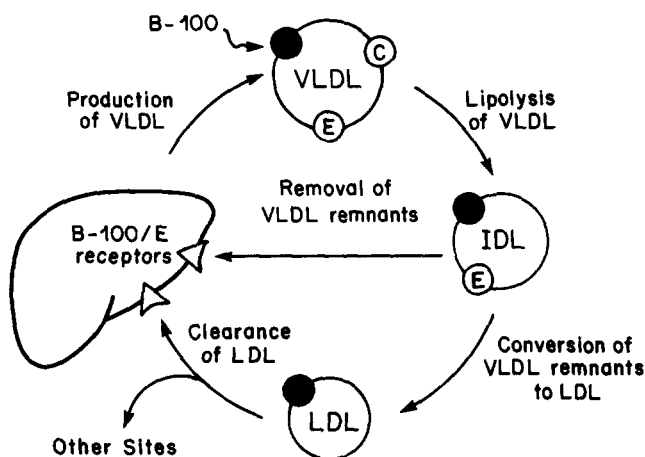 B-100
VLDL
C
E
Production
of VLDL
Lipolysis
of VLDL
Removal of
VLDL remnants
B-100/E
receptors
IDL
E
Clearance
of LDL
Conversion of
VLDL remnants
to LDL
LDL
Other Sites